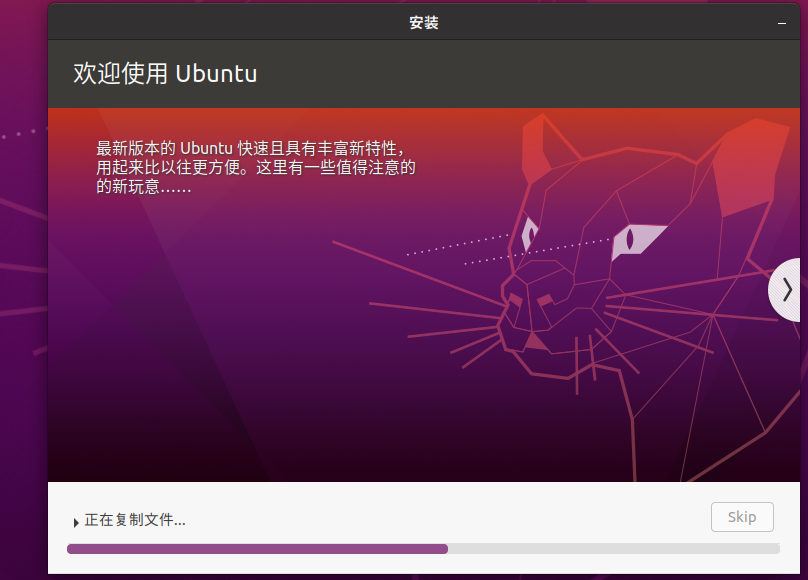 安装
欢迎使用 Ubuntu
最新版本的 Ubuntu 快速且具有丰富新特性，
用起来比以往更方便。这里有一些值得注意的
的新玩意……
正在复制文件...
Skip